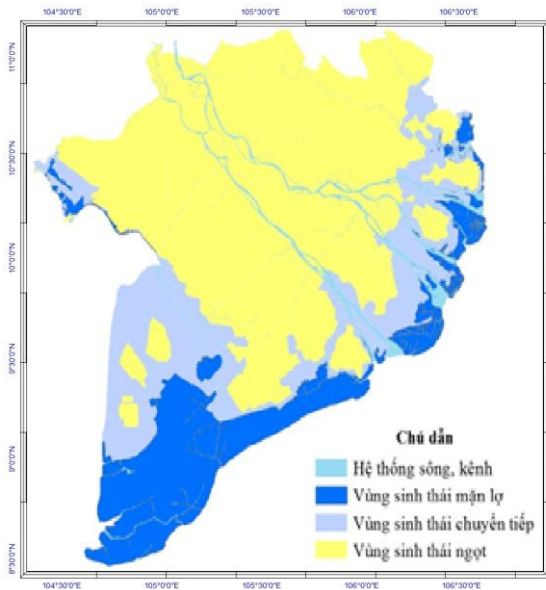 104°30'0"E 105°0'0"E 105°30'0"E 106°0'0"E 106°30'0"E
11°0'0"N
10°30'0"N
10°0'0"N
9°30'0"N
9°0'0"N
8°30'0"N
Chú dẫn
Hệ thống sông, kênh
Vùng sinh thái mặn lợ
Vùng sinh thái chuyển tiếp
Vùng sinh thái ngọt
104°30'0"E 105°0'0"E 105°30'0"E 106°0'0"E 106°30'0"E